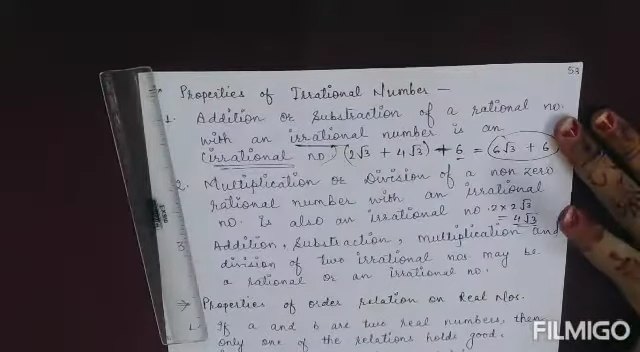 53
→ Properties of Irrational Number —
1. Addition or Substraction of a rational no.
with an irrational number is an
(irrational no.) (2√3 + 4√3) + 6 = (6√3 + 6)
2. Multiplication or Division of a non zero
rational number with an irrational
no. is also an irrational no. 2 x 2√3
= 4√3
3 Addition, Substraction, Multiplication and
division of two irrational nos may be
a rational or an irrational no.
→ Properties of order relation on Real Nos.
1. If a and b are two real numbers, then
only one of the relations holds good.
FILMIGO